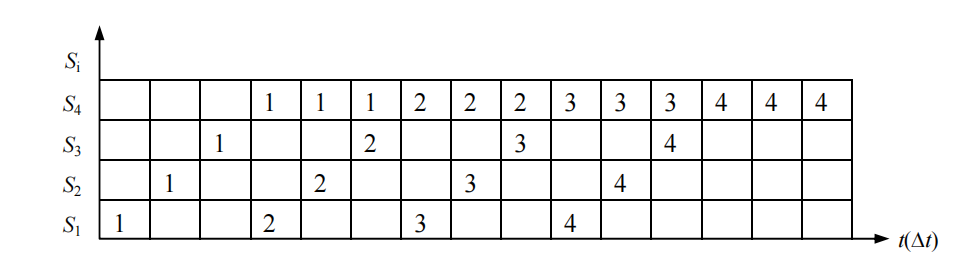 Si
S4 1 1 1 2 2 2 3 3 3 4 4 4
S3 1 2 3 4
S2 1 2 3 4
S1 1 2 3 4
t(Δt)